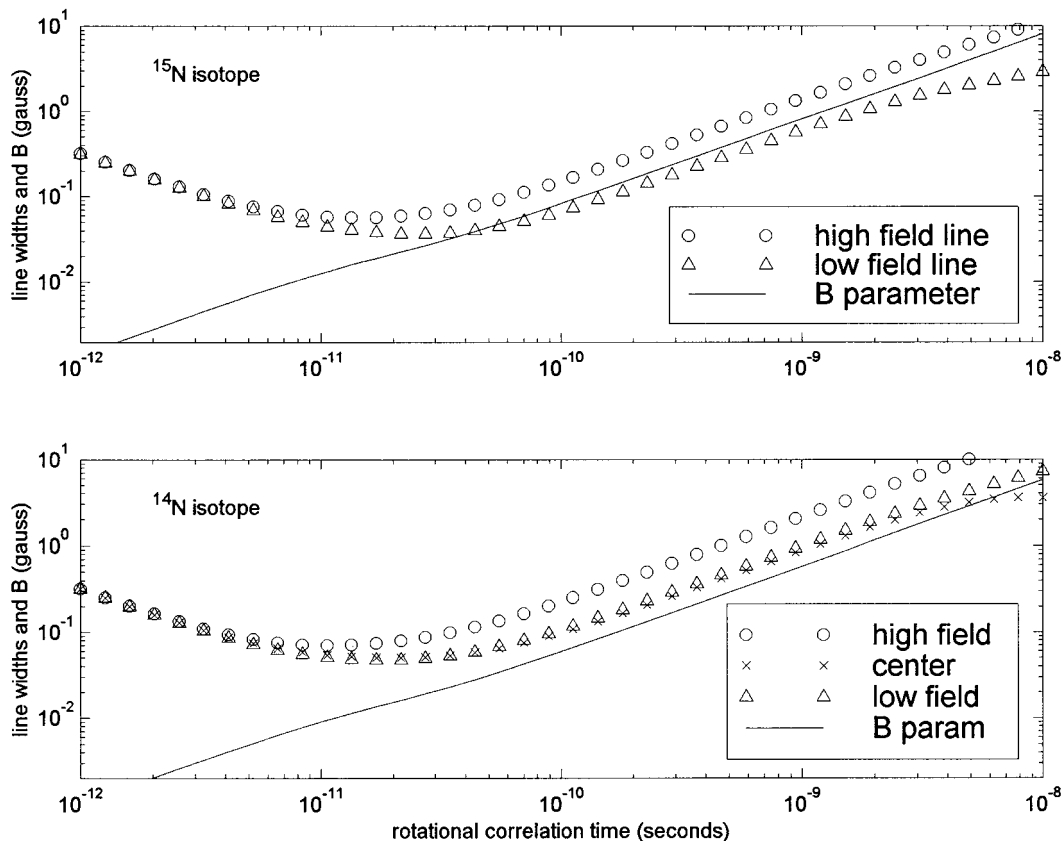 10^1
10^0
10^-1
10^-2
line widths and B (gauss)
^15N isotope
high field line
low field line
B parameter
10^-12
10^-11
10^-10
10^-9
10^-8
10^1
10^0
10^-1
10^-2
line widths and B (gauss)
^14N isotope
high field
center
low field
B param
10^-12
10^-11
10^-10
10^-9
10^-8
rotational correlation time (seconds)